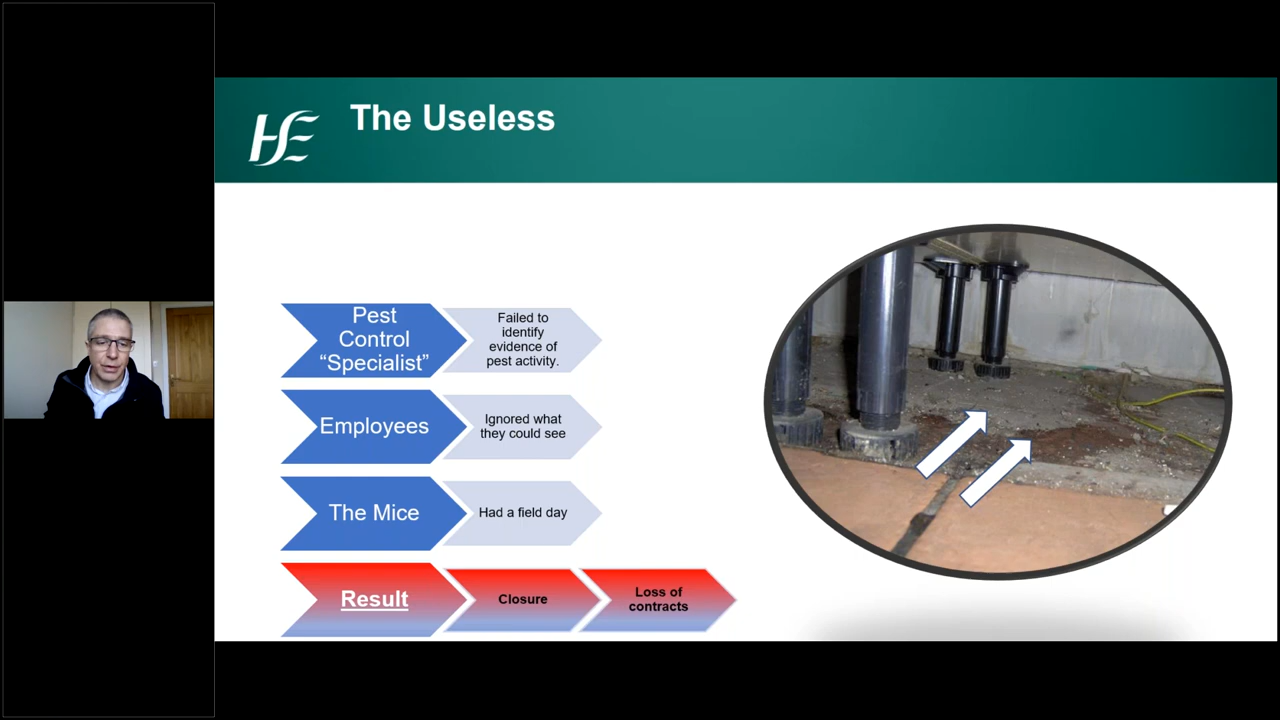 HSE
The Useless
Pest
Control
“Specialist”
Failed to
identify
evidence of
pest activity.
Employees
Ignored what
they could see
The Mice
Had a field day
Result
Closure
Loss of
contracts